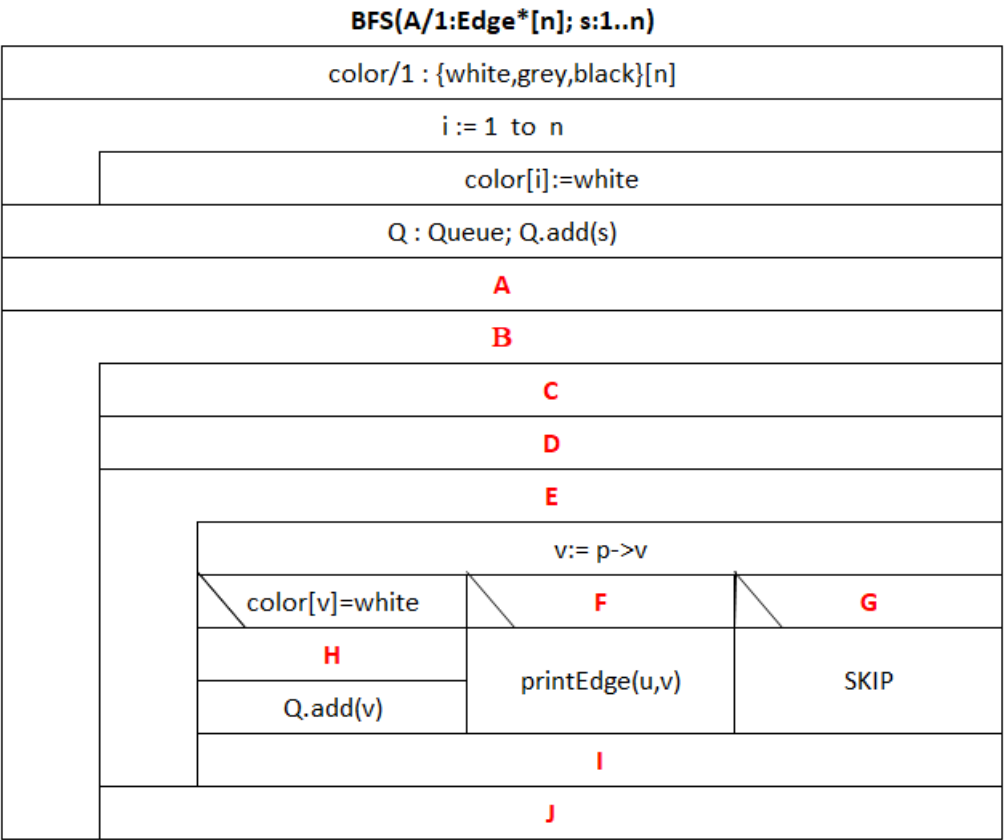 BFS(A/1:Edge*[n]; s:1..n)
color/1 : {white,grey,black}[n]
i := 1 to n
color[i]:=white
Q : Queue; Q.add(s)
A
B
C
D
E
v:= p->v
color[v]=white F G
H
printEdge(u,v) SKIP
Q.add(v)
I
J